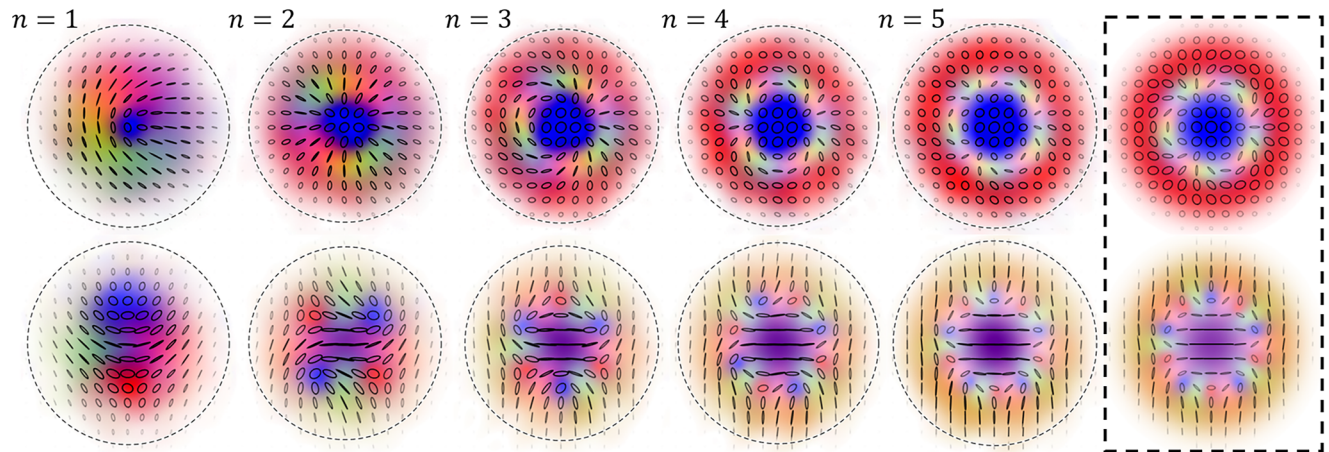 n = 1
n = 2
n = 3
n = 4
n = 5